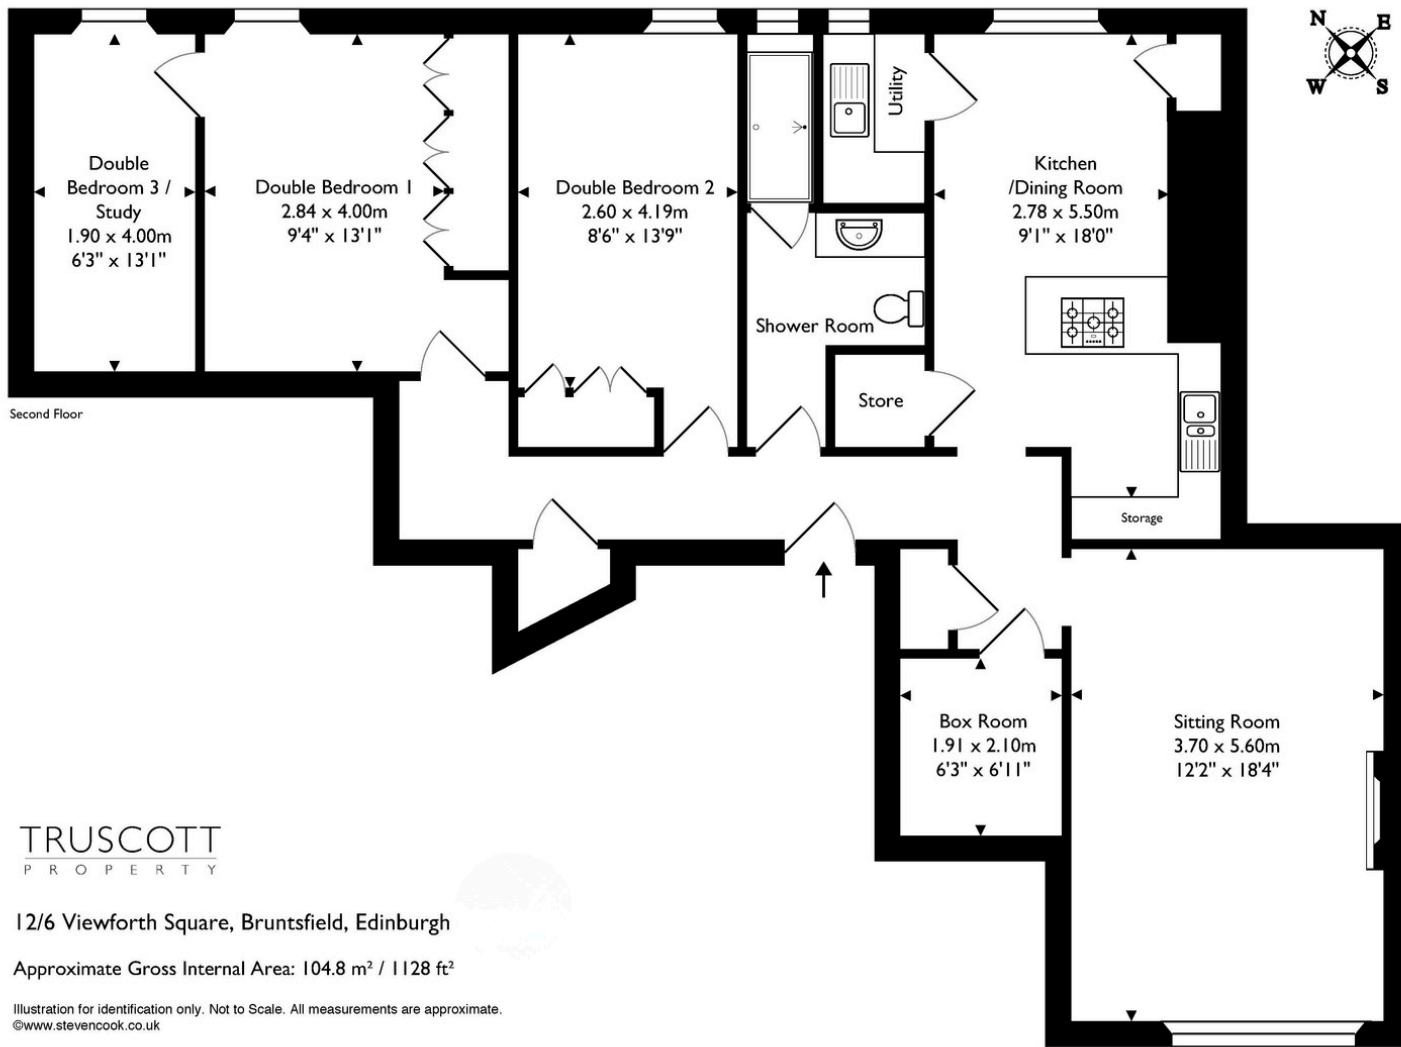 N
E
W
S
Double
Bedroom 3 /
Study
1.90 x 4.00m
6'3" x 13'1"
Double Bedroom 1
2.84 x 4.00m
9'4" x 13'1"
Double Bedroom 2
2.60 x 4.19m
8'6" x 13'9"
Utility
Kitchen
/Dining Room
2.78 x 5.50m
9'1" x 18'0"
Shower Room
Store
Storage
Second Floor
Box Room
1.91 x 2.10m
6'3" x 6'11"
Sitting Room
3.70 x 5.60m
12'2" x 18'4"
TRUSCOTT
PROPERTY
12/6 Viewforth Square, Bruntsfield, Edinburgh
Approximate Gross Internal Area: 104.8 m² / 1128 ft²
Illustration for identification only. Not to Scale. All measurements are approximate.
©www.stevencook.co.uk